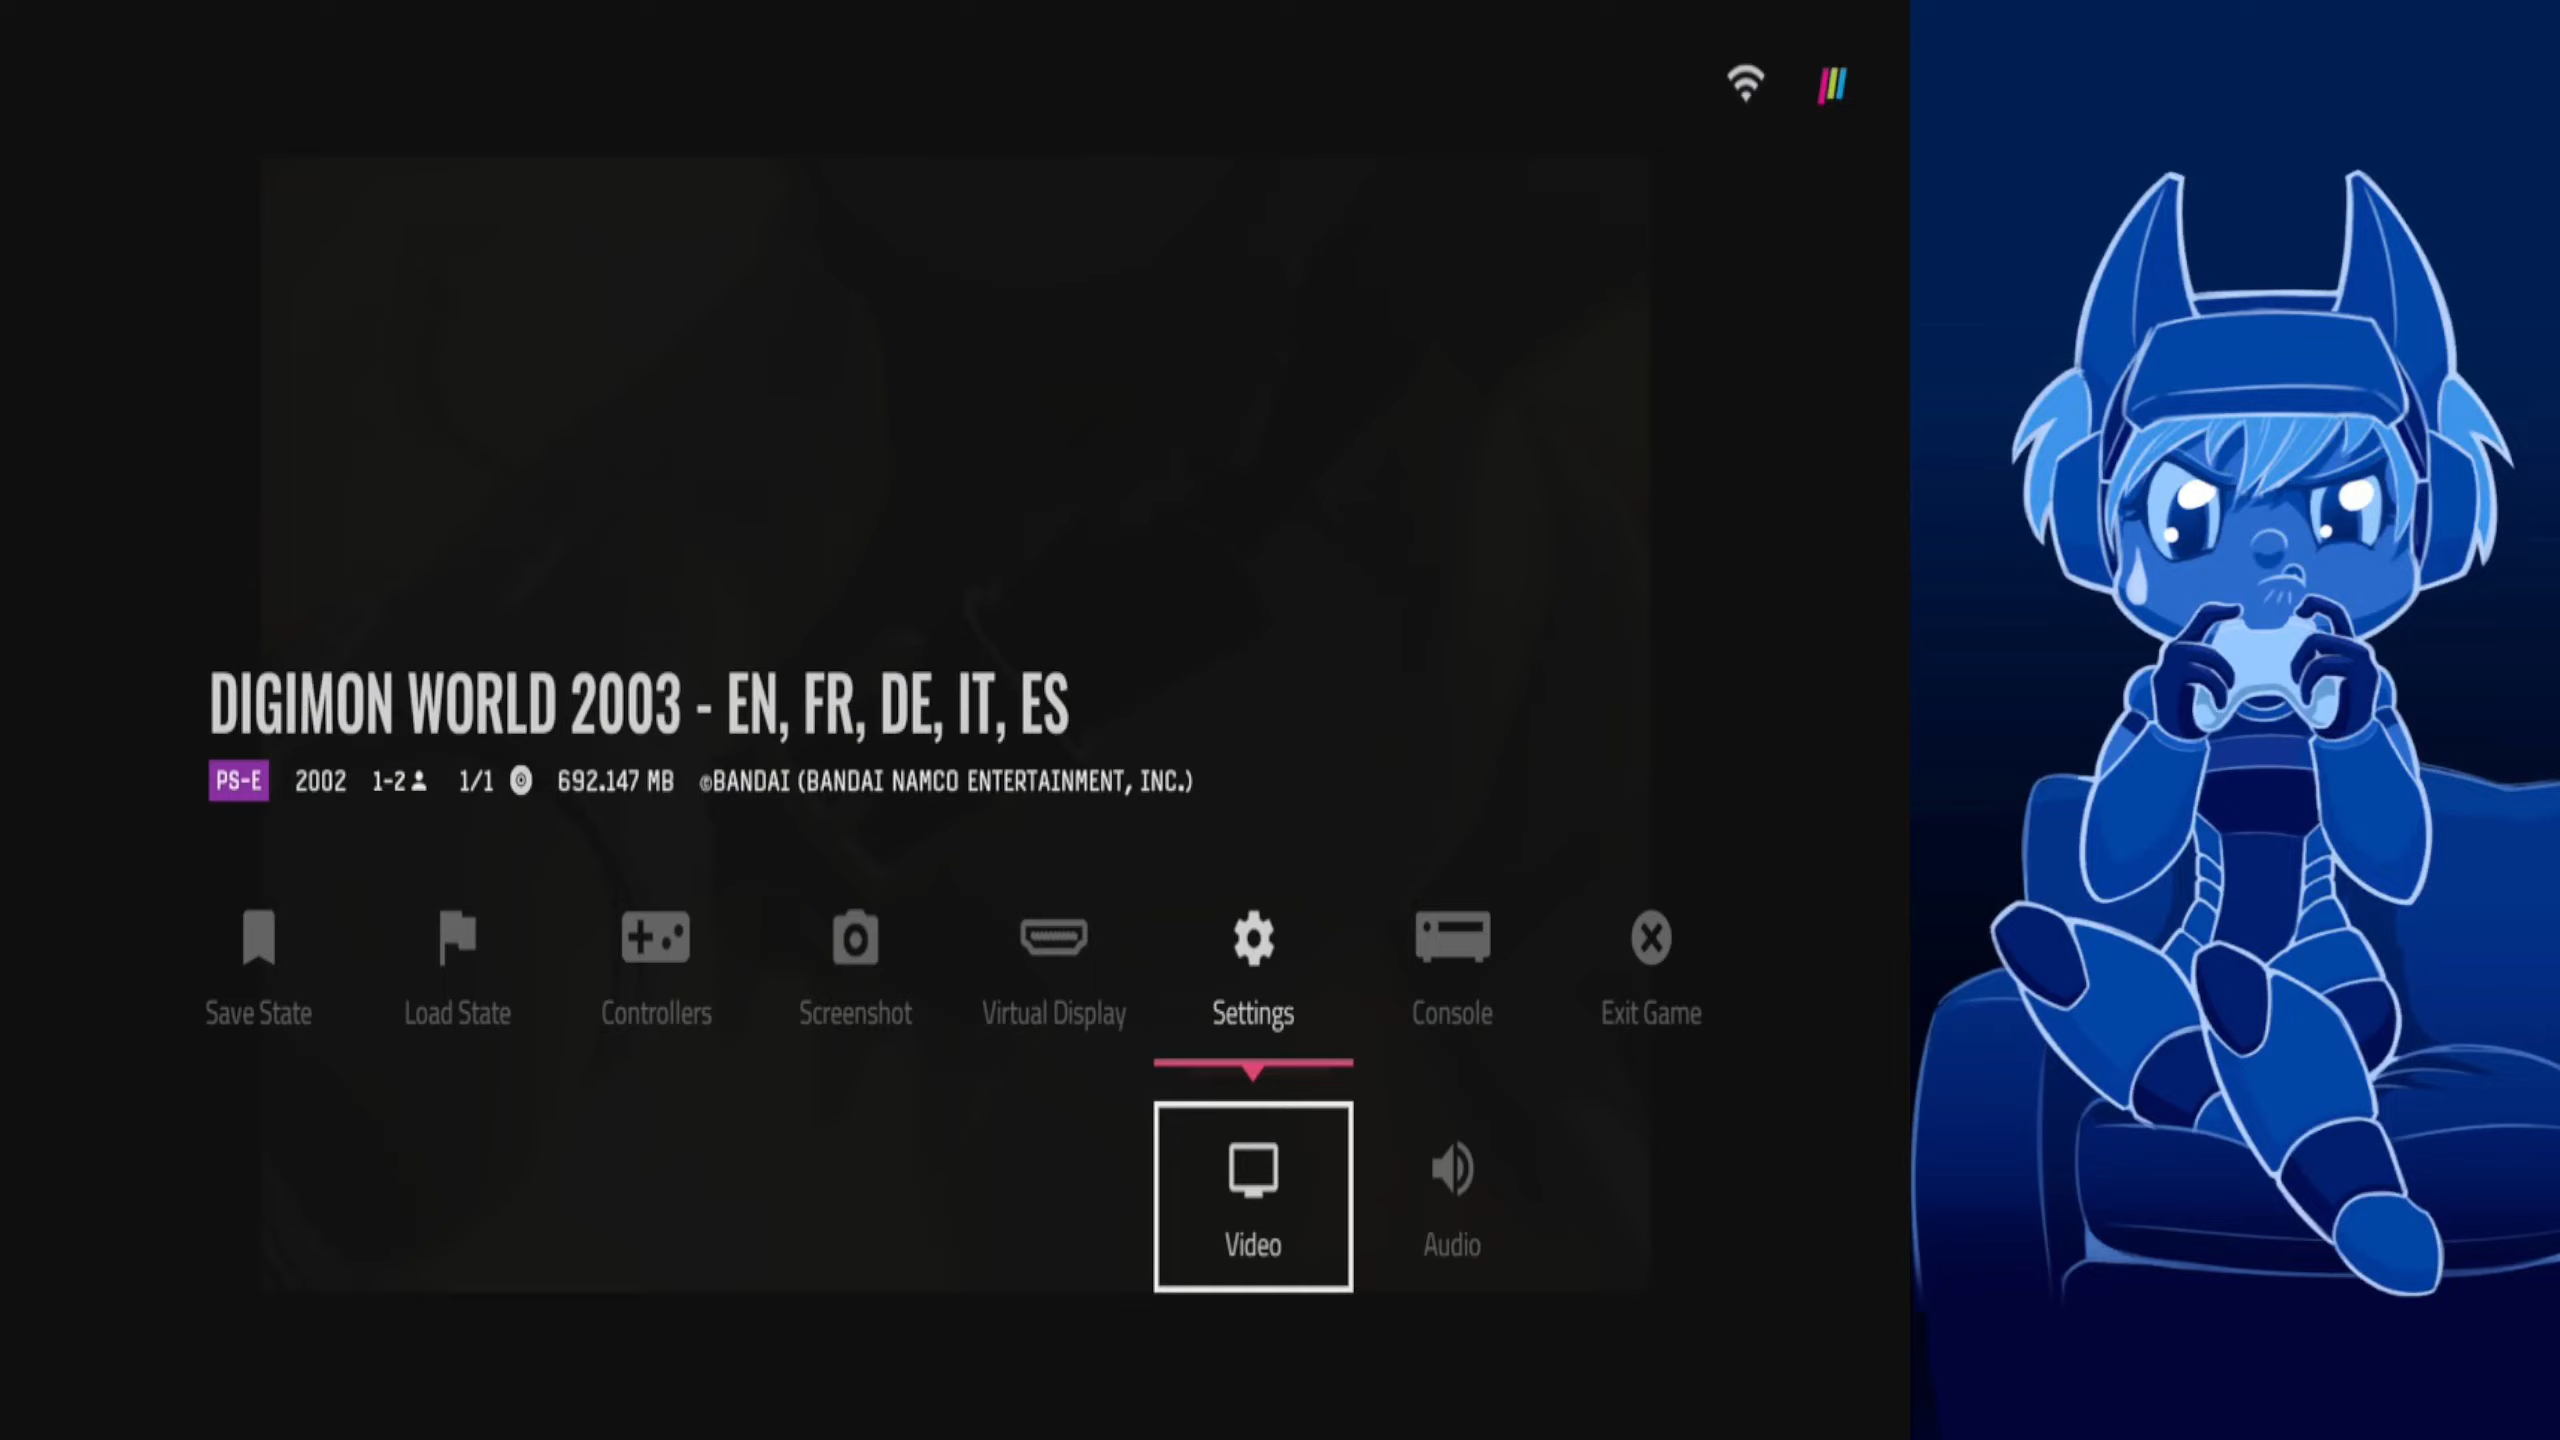 DIGIMON WORLD 2003 - EN, FR, DE, IT, ES
PS-E 2002 1-2 1/1 692.147 MB ©BANDAI (BANDAI NAMCO ENTERTAINMENT, INC.)
Save State Load State Controllers Screenshot Virtual Display Settings Console Exit Game
Video Audio